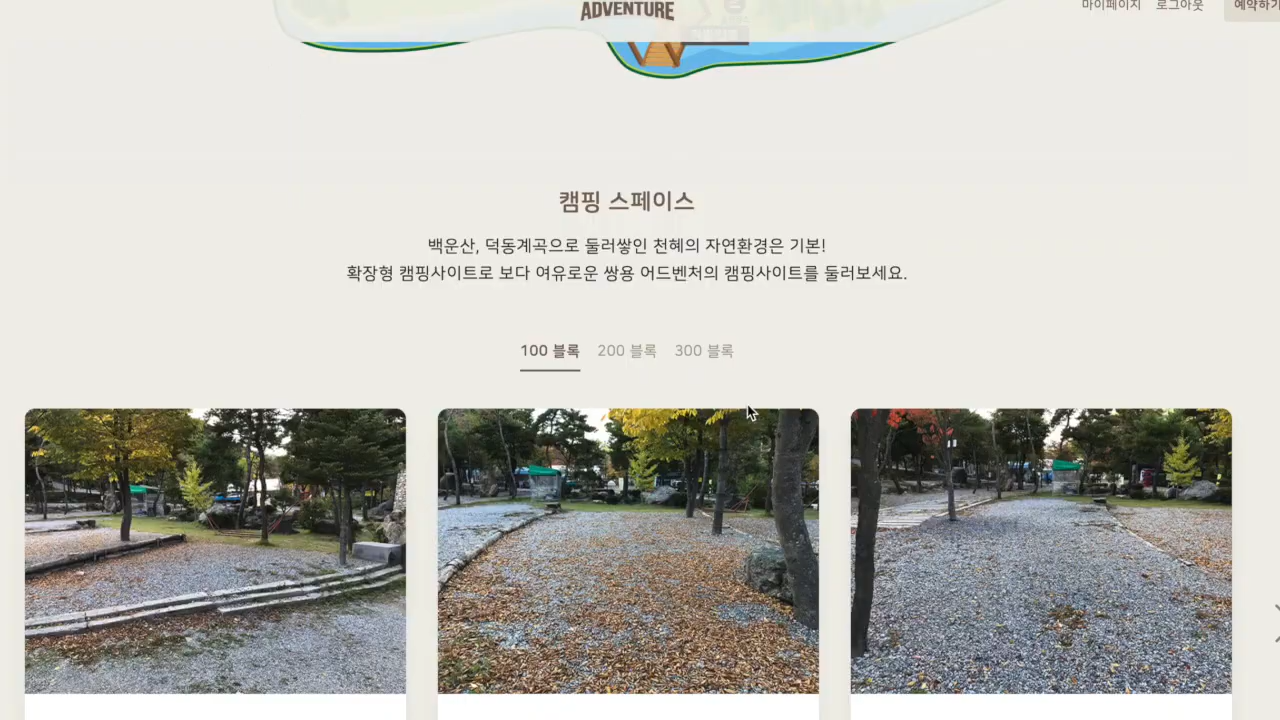 ADVENTURE
마이페이지 로그아웃 예약하기
캠핑 스페이스
백운산, 덕동계곡으로 둘러쌓인 천혜의 자연환경은 기본!
확장형 캠핑사이트로 보다 여유로운 쌍용 어드벤처의 캠핑사이트를 둘러보세요.
100 블록 200 블록 300 블록